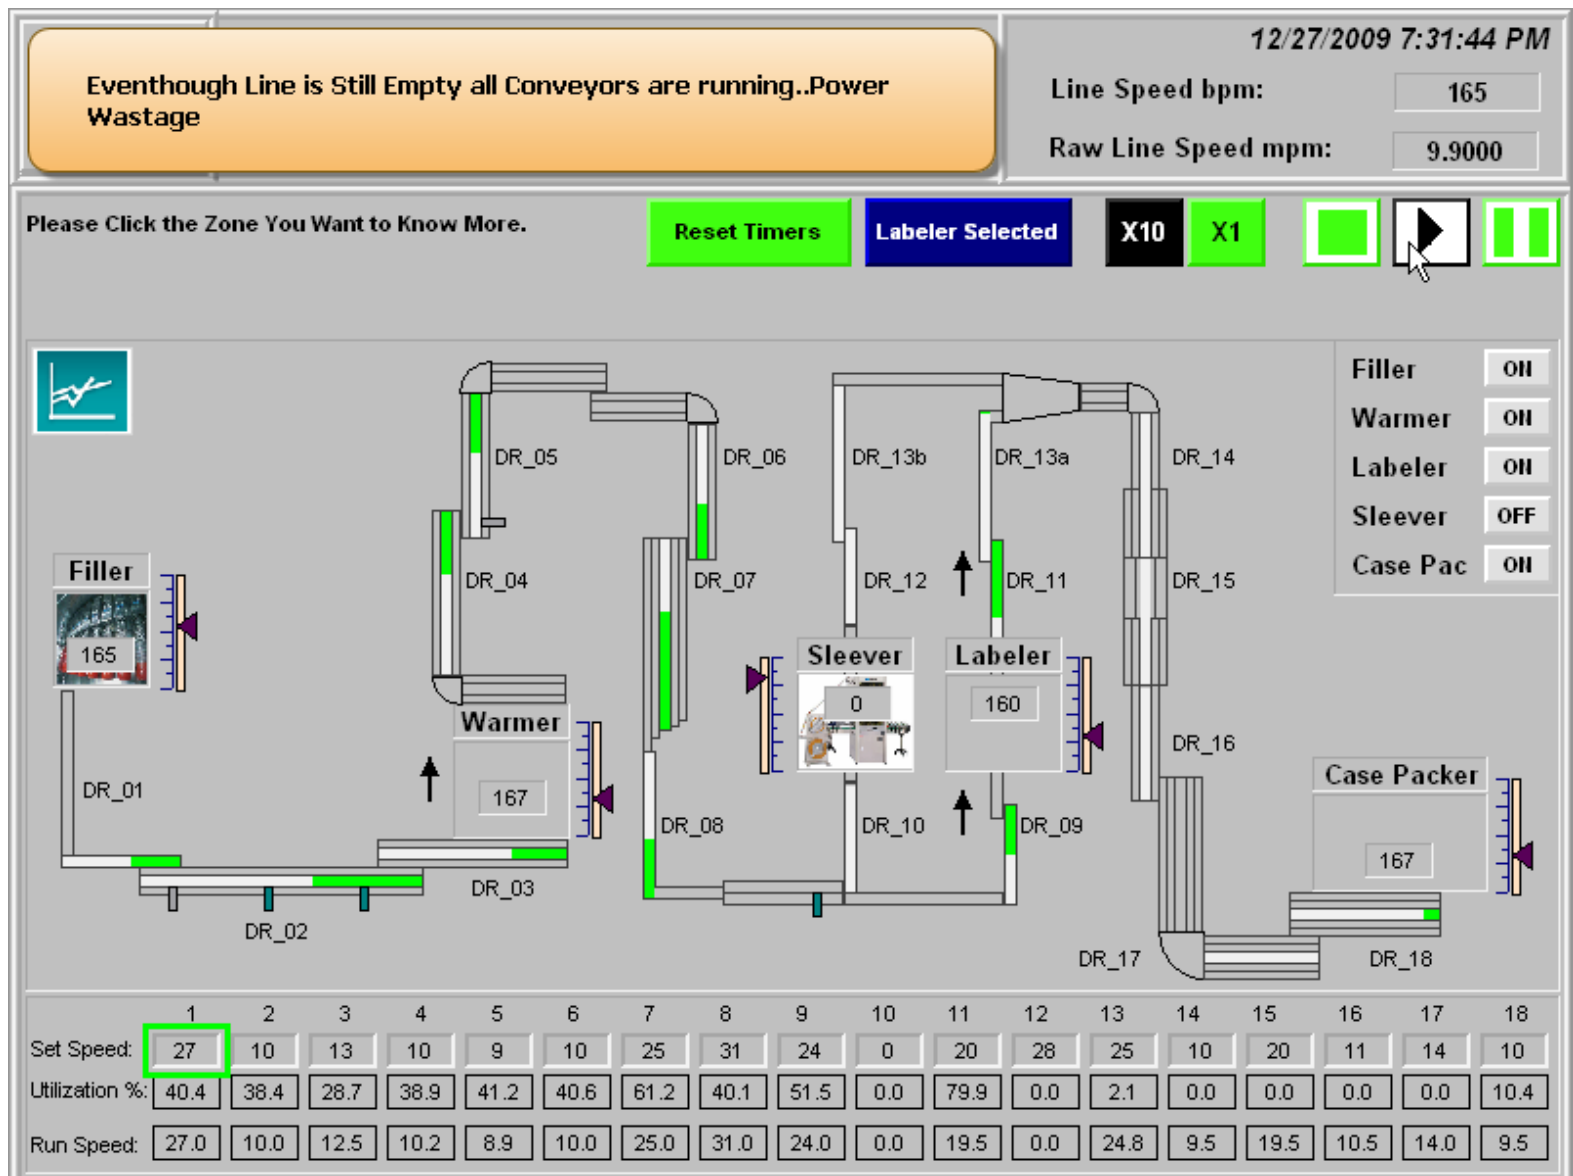 12/27/2009 7:31:44 PM
Eventhough Line is Still Empty all Conveyors are running..Power
Wastage
Line Speed bpm: 165
Raw Line Speed mpm: 9.9000
Please Click the Zone You Want to Know More.
Reset Timers
Labeler Selected
X10
X1
Filler ON
Warmer ON
Labeler ON
Sleever OFF
Case Pac ON
DR_05
DR_06
DR_13b
DR_13a
DR_14
Filler
165
DR_04
DR_07
DR_12
DR_11
DR_15
Sleever
0
Labeler
160
Warmer
167
DR_16
DR_01
Case Packer
167
DR_08
DR_10
DR_09
DR_03
DR_02
DR_17
DR_18
1 2 3 4 5 6 7 8 9 10 11 12 13 14 15 16 17 18
Set Speed: 27 10 13 10 9 10 25 31 24 0 20 28 25 10 20 11 14 10
Utilization %: 40.4 38.4 28.7 38.9 41.2 40.6 61.2 40.1 51.5 0.0 79.9 0.0 2.1 0.0 0.0 0.0 0.0 10.4
Run Speed: 27.0 10.0 12.5 10.2 8.9 10.0 25.0 31.0 24.0 0.0 19.5 0.0 24.8 9.5 19.5 10.5 14.0 9.5